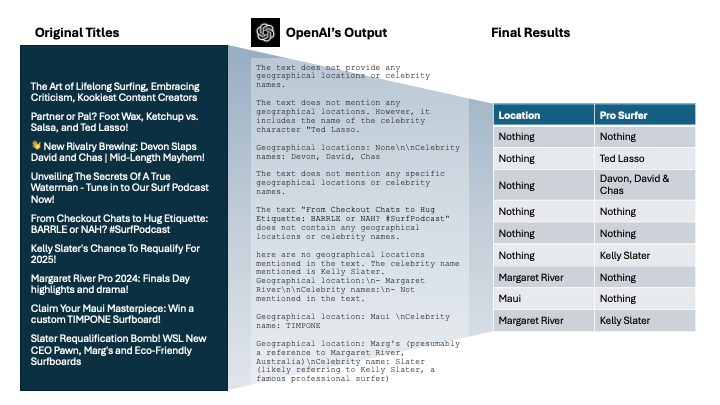 Original Titles
OpenAI's Output
Final Results
The Art of Lifelong Surfing, Embracing
Criticism, Kookiest Content Creators
Partner or Pal? Foot Wax, Ketchup vs.
Salsa, and Ted Lasso!
👋 New Rivalry Brewing: Devon Slaps
David and Chas | Mid-Length Mayhem!
Unveiling The Secrets Of A True
Waterman - Tune in to Our Surf Podcast
Now!
From Checkout Chats to Hug Etiquette:
BARRLE or NAH? #SurfPodcast
Kelly Slater's Chance To Requalify For
2025!
Margaret River Pro 2024: Finals Day
highlights and drama!
Claim Your Maui Masterpiece: Win a
custom TIMPONE Surfboard!
Slater Requalification Bomb! WSL New
CEO Pawn, Marg's and Eco-Friendly
Surfboards
The text does not provide any
geographical locations or celebrity
names.
The text does not mention any
geographical locations. However, it
includes the name of the celebrity
character "Ted Lasso.
Geographical locations: None\n\nCelebrity
names: Devon, David, Chas
The text does not mention any specific
geographical locations or celebrity
names.
The text "From Checkout Chats to Hug
Etiquette: BARRLE or NAH? #SurfPodcast"
does not contain any geographical
locations or celebrity names.
here are no geographical locations
mentioned in the text. The celebrity name
mentioned is Kelly Slater.
Geographical location:\n- Margaret
River\n\nCelebrity names:\n- Not
mentioned in the text.
Geographical location: Maui \nCelebrity
name: TIMPONE
Geographical location: Marg's (presumably
a reference to Margaret River,
Australia)\nCelebrity name: Slater
(likely referring to Kelly Slater, a
famous professional surfer)
Location Pro Surfer
Nothing Nothing
Nothing Ted Lasso
Nothing Davon, David &
Chas
Nothing Nothing
Nothing Nothing
Nothing Kelly Slater
Margaret River Nothing
Maui Nothing
Margaret River Kelly Slater